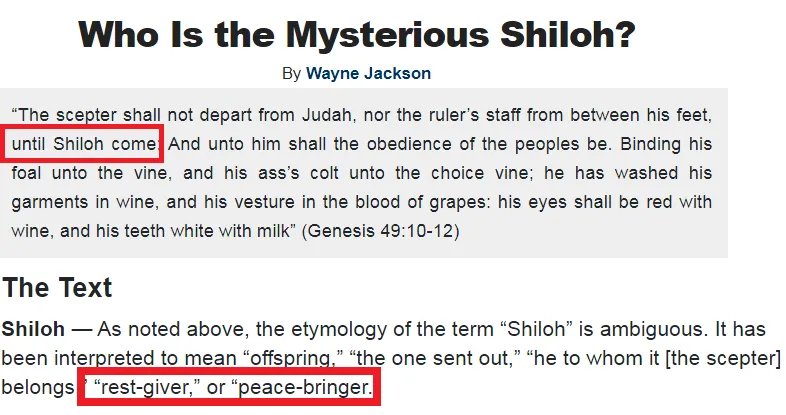 Who Is the Mysterious Shiloh?
By Wayne Jackson
“The scepter shall not depart from Judah, nor the ruler’s staff from between his feet,
until Shiloh come: And unto him shall the obedience of the peoples be. Binding his
foal unto the vine, and his ass’s colt unto the choice vine; he has washed his
garments in wine, and his vesture in the blood of grapes: his eyes shall be red with
wine, and his teeth white with milk” (Genesis 49:10-12)
The Text
Shiloh — As noted above, the etymology of the term “Shiloh” is ambiguous. It has
been interpreted to mean “offspring,” “the one sent out,” “he to whom it [the scepter]
belongs,” “rest-giver,” or “peace-bringer.